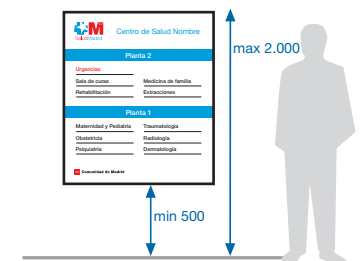 SaludMadrid
Centro de Salud Nombre
Planta 2
Urgencias
Sala de curas Medicina de familia
Rehabilitación Extracciones
Planta 1
Maternidad y Pediatría Traumatología
Obstetricia Radiología
Psiquiatría Dermatología
Comunidad de Madrid
max 2.000
min 500